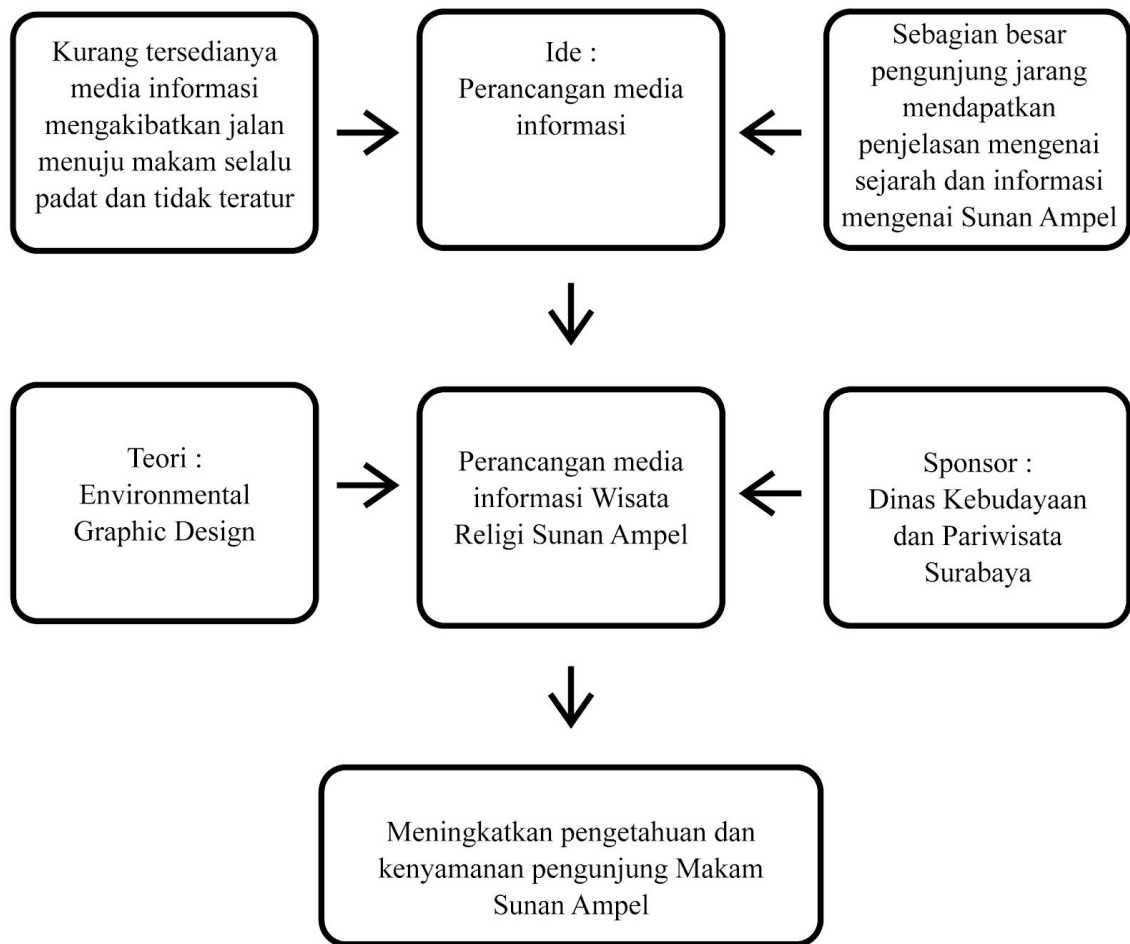 Kurang tersedianya
media informasi
mengakibatkan jalan
menuju makam selalu
padat dan tidak teratur
Ide :
Perancangan media
informasi
Sebagian besar
pengunjung jarang
mendapatkan
penjelasan mengenai
sejarah dan informasi
mengenai Sunan Ampel
Teori :
Environmental
Graphic Design
Perancangan media
informasi Wisata
Religi Sunan Ampel
Sponsor :
Dinas Kebudayaan
dan Pariwisata
Surabaya
Meningkatkan pengetahuan dan
kenyamanan pengunjung Makam
Sunan Ampel